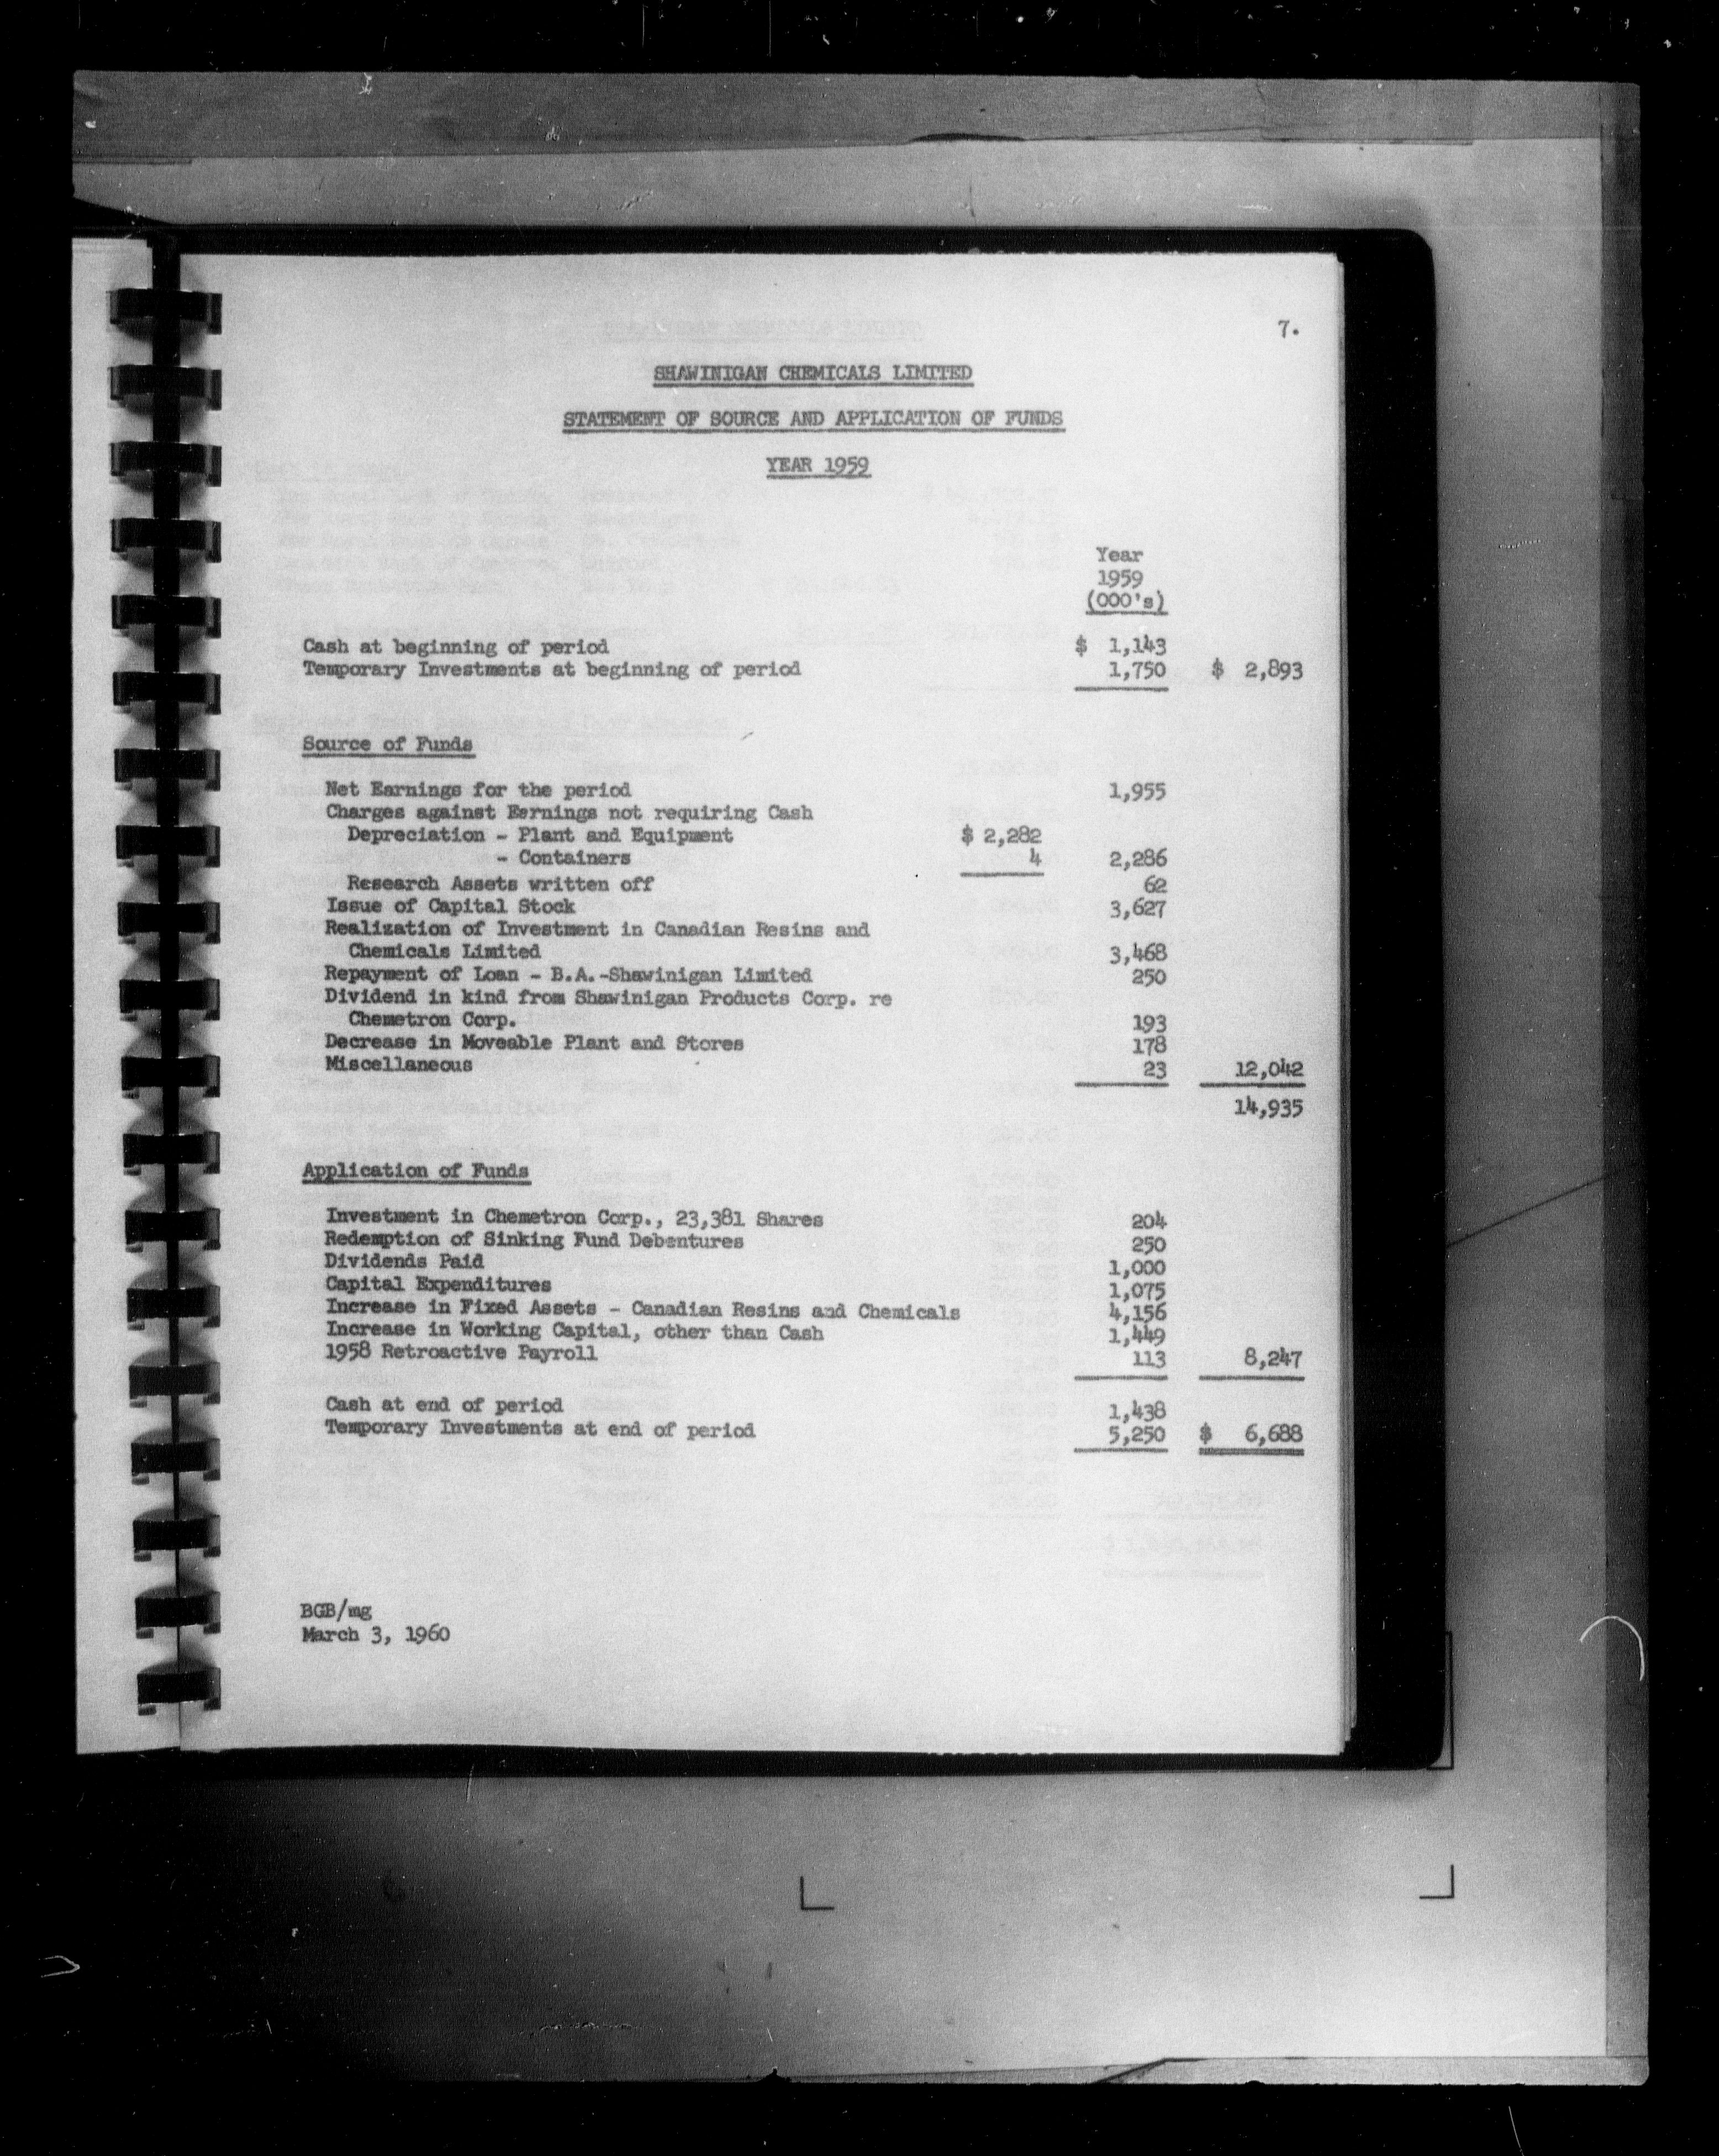 7.
SHAWINIGAN CHEMICALS LIMITED
STATEMENT OF SOURCE AND APPLICATION OF FUNDS
YEAR 1959
Year
1959
(000's)
Cash at beginning of period $ 1,143
Temporary Investments at beginning of period 1,750 $ 2,893
Source of Funds
Net Earnings for the period 1,955
Charges against Earnings not requiring Cash
Depreciation - Plant and Equipment $ 2,282
- Containers 4 2,286
Research Assets written off 62
Issue of Capital Stock 3,627
Realization of Investment in Canadian Resins and
Chemicals Limited 3,468
Repayment of Loan - B.A.-Shawinigan Limited 250
Dividend in kind from Shawinigan Products Corp. re
Chemetron Corp. 193
Decrease in Moveable Plant and Stores 178
Miscellaneous 23 12,042
14,935
Application of Funds
Investment in Chemetron Corp., 23,381 Shares 204
Redemption of Sinking Fund Debentures 250
Dividends Paid 1,000
Capital Expenditures 1,075
Increase in Fixed Assets - Canadian Resins and Chemicals 4,156
Increase in Working Capital, other than Cash 1,449
1958 Retroactive Payroll 113 8,247
Cash at end of period 1,438
Temporary Investments at end of period 5,250 $ 6,688
BGB/mg
March 3, 1960